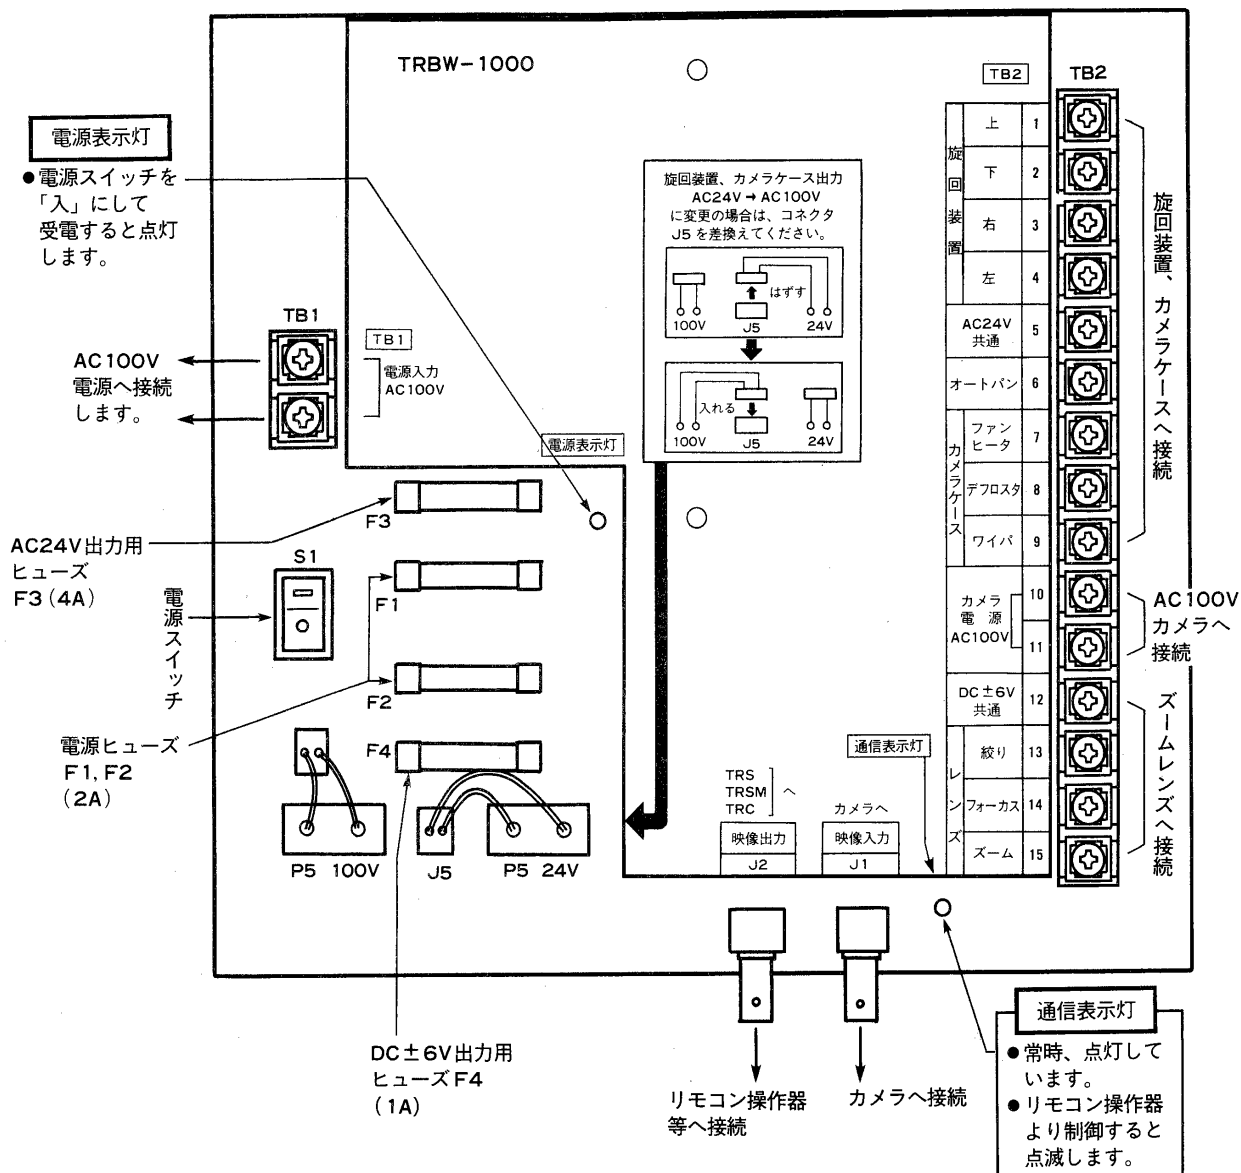 TRBW-1000
電源表示灯
●電源スイッチを
「入」にして
受電すると点灯
します。
TB1
AC100V
電源へ接続
します。
TB1
電源入力
AC100V
電源表示灯
旋回装置、カメラケース出力
AC24V→AC100V
に変更の場合は、コネクタ
J5を差換えてください。
はずす
100V
J5
24V
入れる
100V
J5
24V
TB2
TB2
旋回装置
上 1
下 2
右 3
左 4
AC24V
共通 5
オートパン 6
カメラケース
ファン
ヒータ 7
デフロスタ 8
ワイパ 9
カメラ
電源
AC100V
10
11
DC±6V
共通 12
レンズ
絞り 13
フォーカス 14
ズーム 15
旋回装置、カメラケースへ接続
AC100V
カメラへ
接続
ズームレンズへ接続
F3
F1
F2
F4
AC24V出力用
ヒューズ
F3(4A)
S1
電源スイッチ
電源ヒューズ
F1,F2
(2A)
P5 100V
J5
P5 24V
DC±6V出力用
ヒューズF4
(1A)
TRS
TRSM
TRC
へ
カメラへ
映像出力
J2
映像入力
J1
通信表示灯
リモコン操作器
等へ接続
カメラへ接続
通信表示灯
●常時、点灯して
います。
●リモコン操作器
より制御すると
点滅します。